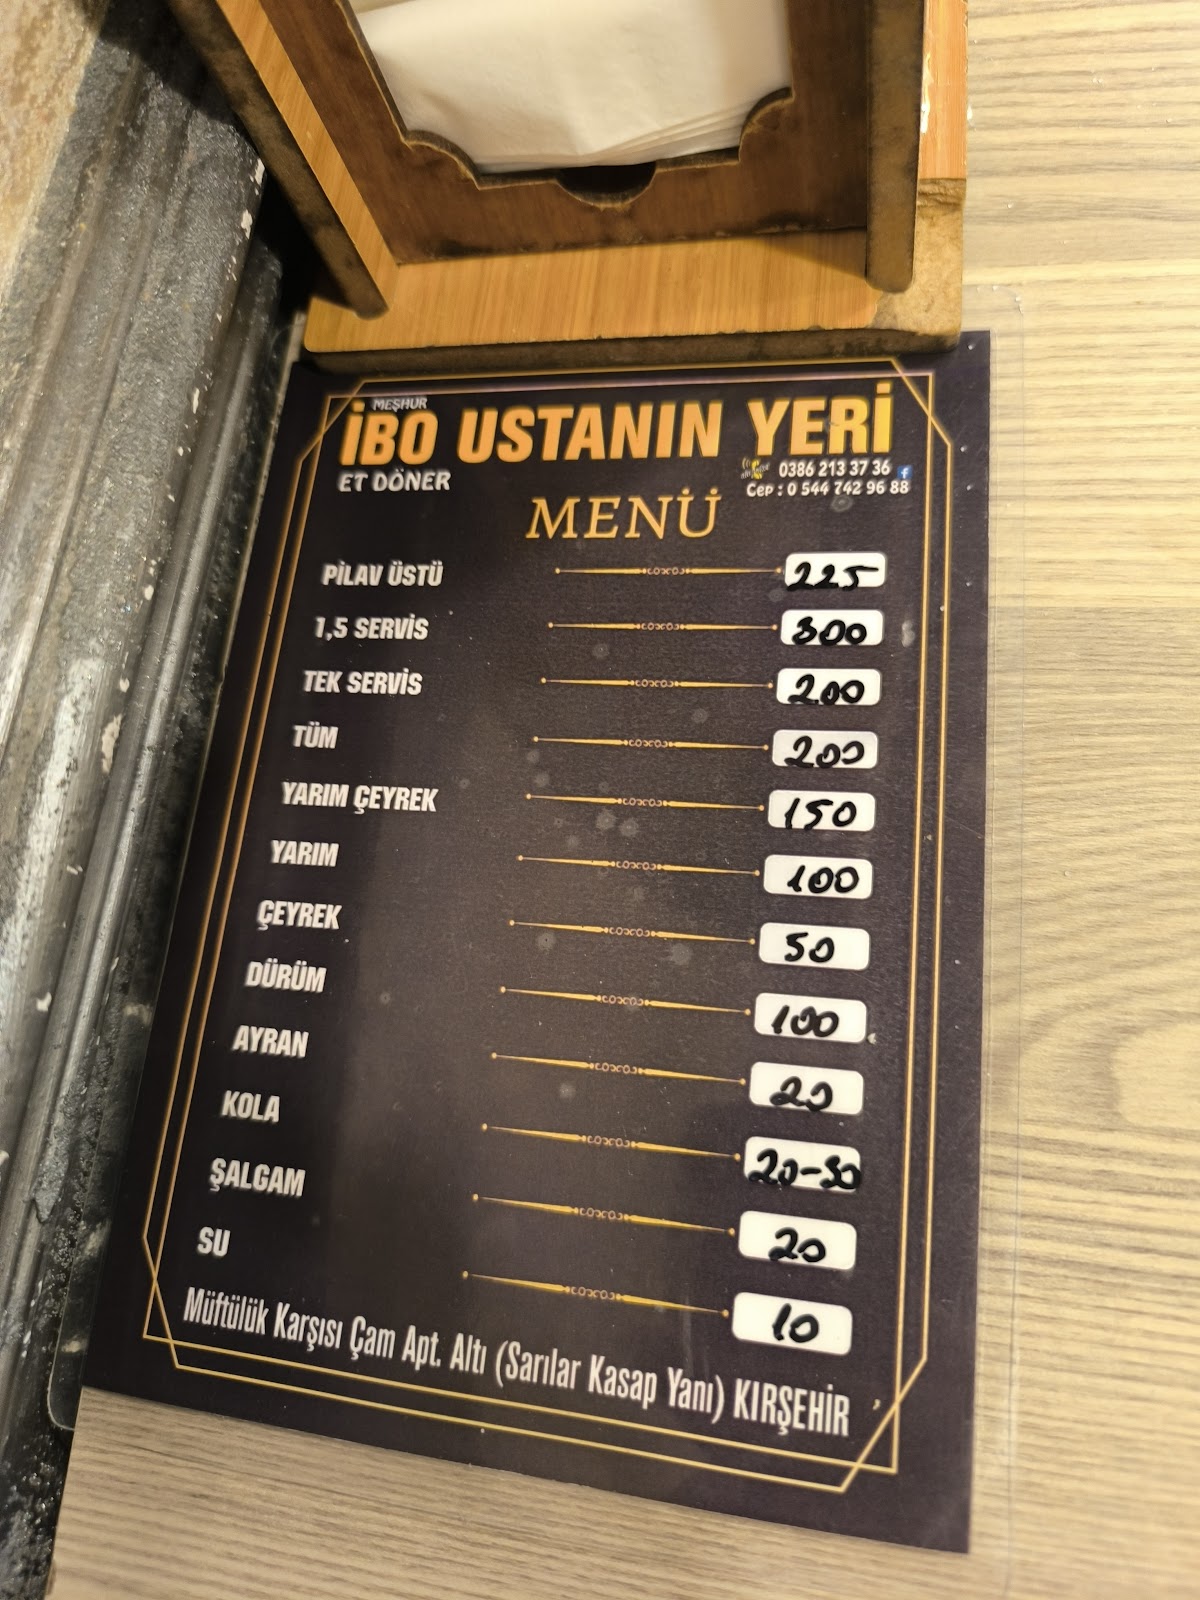 MEŞHUR
İBO USTANIN YERİ
ET DÖNER
0386 213 37 36
Cep : 0 544 742 96 88
MENÜ
PİLAV ÜSTÜ 225
1,5 SERVİS 300
TEK SERVİS 200
TÜM 200
YARIM ÇEYREK 150
YARIM 100
ÇEYREK 50
DÜRÜM 100
AYRAN 20
KOLA 20-30
ŞALGAM 20
SU 10
Müftülük Karşısı Çam Apt. Altı (Sarılar Kasap Yanı) KIRŞEHİR